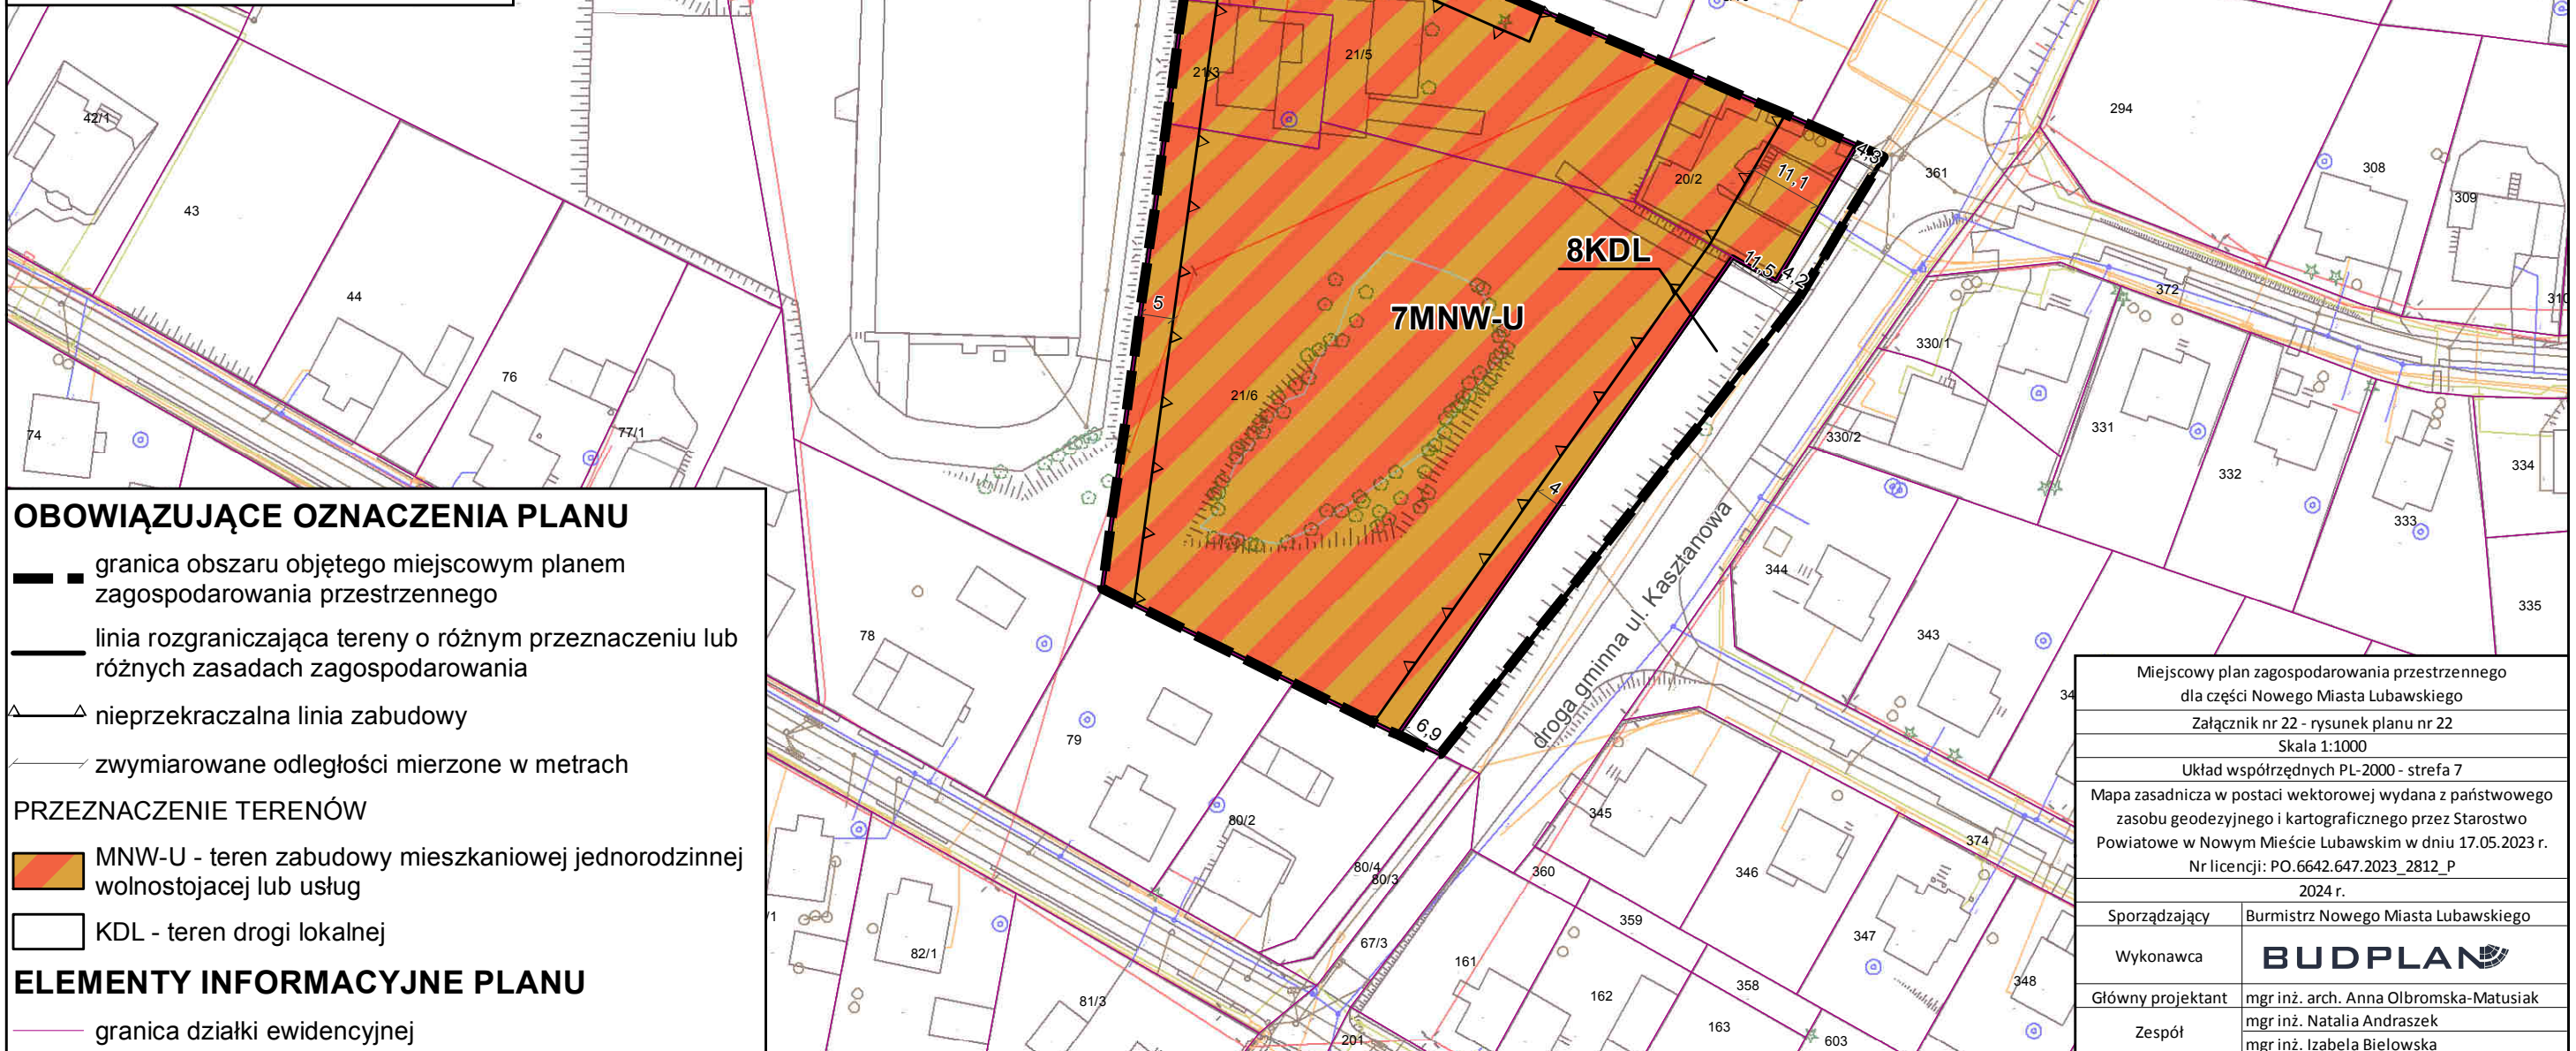 42/1
43
44
76
77/1
74
21/3
21/5
20/2
11,1
4,3
361
294
308
309
310
8KDL
11,5
4,2
5
7MNW-U
21/6
4
372
330/1
330/2
331
332
333
334
335
droga gminna ul. Kasztanowa
344
343
78
79
6,9
80/2
80/4
80/3
345
346
347
348
374
360
359
358
67/3
161
162
163
603
82/1
81/3
201
/1
OBOWIĄZUJĄCE OZNACZENIA PLANU
granica obszaru objętego miejscowym planem
zagospodarowania przestrzennego
linia rozgraniczająca tereny o różnym przeznaczeniu lub
różnych zasadach zagospodarowania
nieprzekraczalna linia zabudowy
zwymiarowane odległości mierzone w metrach
PRZEZNACZENIE TERENÓW
MNW-U - teren zabudowy mieszkaniowej jednorodzinnej
wolnostojacej lub usług
KDL - teren drogi lokalnej
ELEMENTY INFORMACYJNE PLANU
granica działki ewidencyjnej
Miejscowy plan zagospodarowania przestrzennego
dla części Nowego Miasta Lubawskiego
Załącznik nr 22 - rysunek planu nr 22
Skala 1:1000
Układ współrzędnych PL-2000 - strefa 7
Mapa zasadnicza w postaci wektorowej wydana z państwowego
zasobu geodezyjnego i kartograficznego przez Starostwo
Powiatowe w Nowym Mieście Lubawskim w dniu 17.05.2023 r.
Nr licencji: PO.6642.647.2023_2812_P
2024 r.
Sporządzający Burmistrz Nowego Miasta Lubawskiego
Wykonawca BUDPLAN
Główny projektant mgr inż. arch. Anna Olbromska-Matusiak
Zespół mgr inż. Natalia Andraszek
mgr inż. Izabela Bielowska